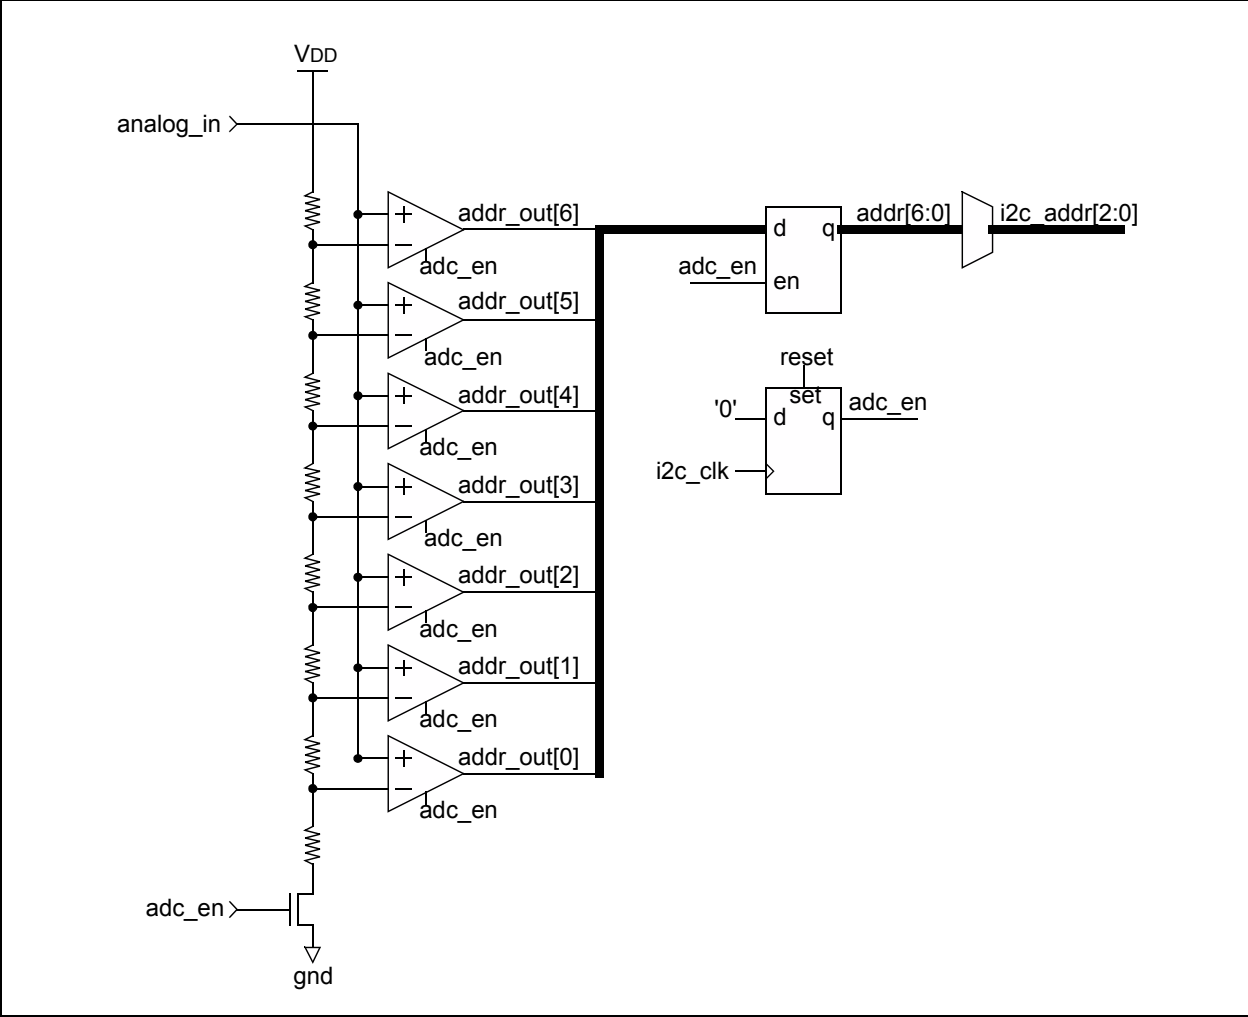 VDD
analog_in
+
addr_out[6]
−
adc_en
+
addr_out[5]
−
adc_en
+
addr_out[4]
−
adc_en
+
addr_out[3]
−
adc_en
+
addr_out[2]
−
adc_en
+
addr_out[1]
−
adc_en
+
addr_out[0]
−
adc_en
adc_en
gnd
d q
adc_en
en
addr[6:0]
i2c_addr[2:0]
reset
set
'0'
d q
adc_en
i2c_clk